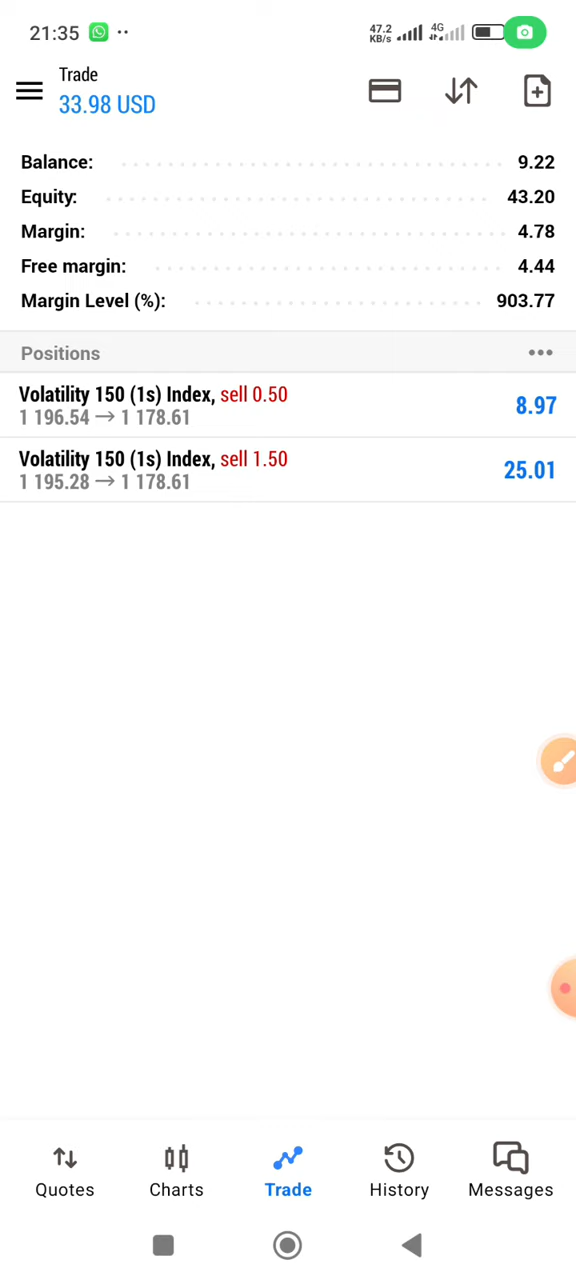 21:35 47.2 KB/s 4G
Trade
33.98 USD
Balance: 9.22
Equity: 43.20
Margin: 4.78
Free margin: 4.44
Margin Level (%): 903.77
Positions
Volatility 150 (1s) Index, sell 0.50
1 196.54 → 1 178.61 8.97
Volatility 150 (1s) Index, sell 1.50
1 195.28 → 1 178.61 25.01
Quotes Charts Trade History Messages